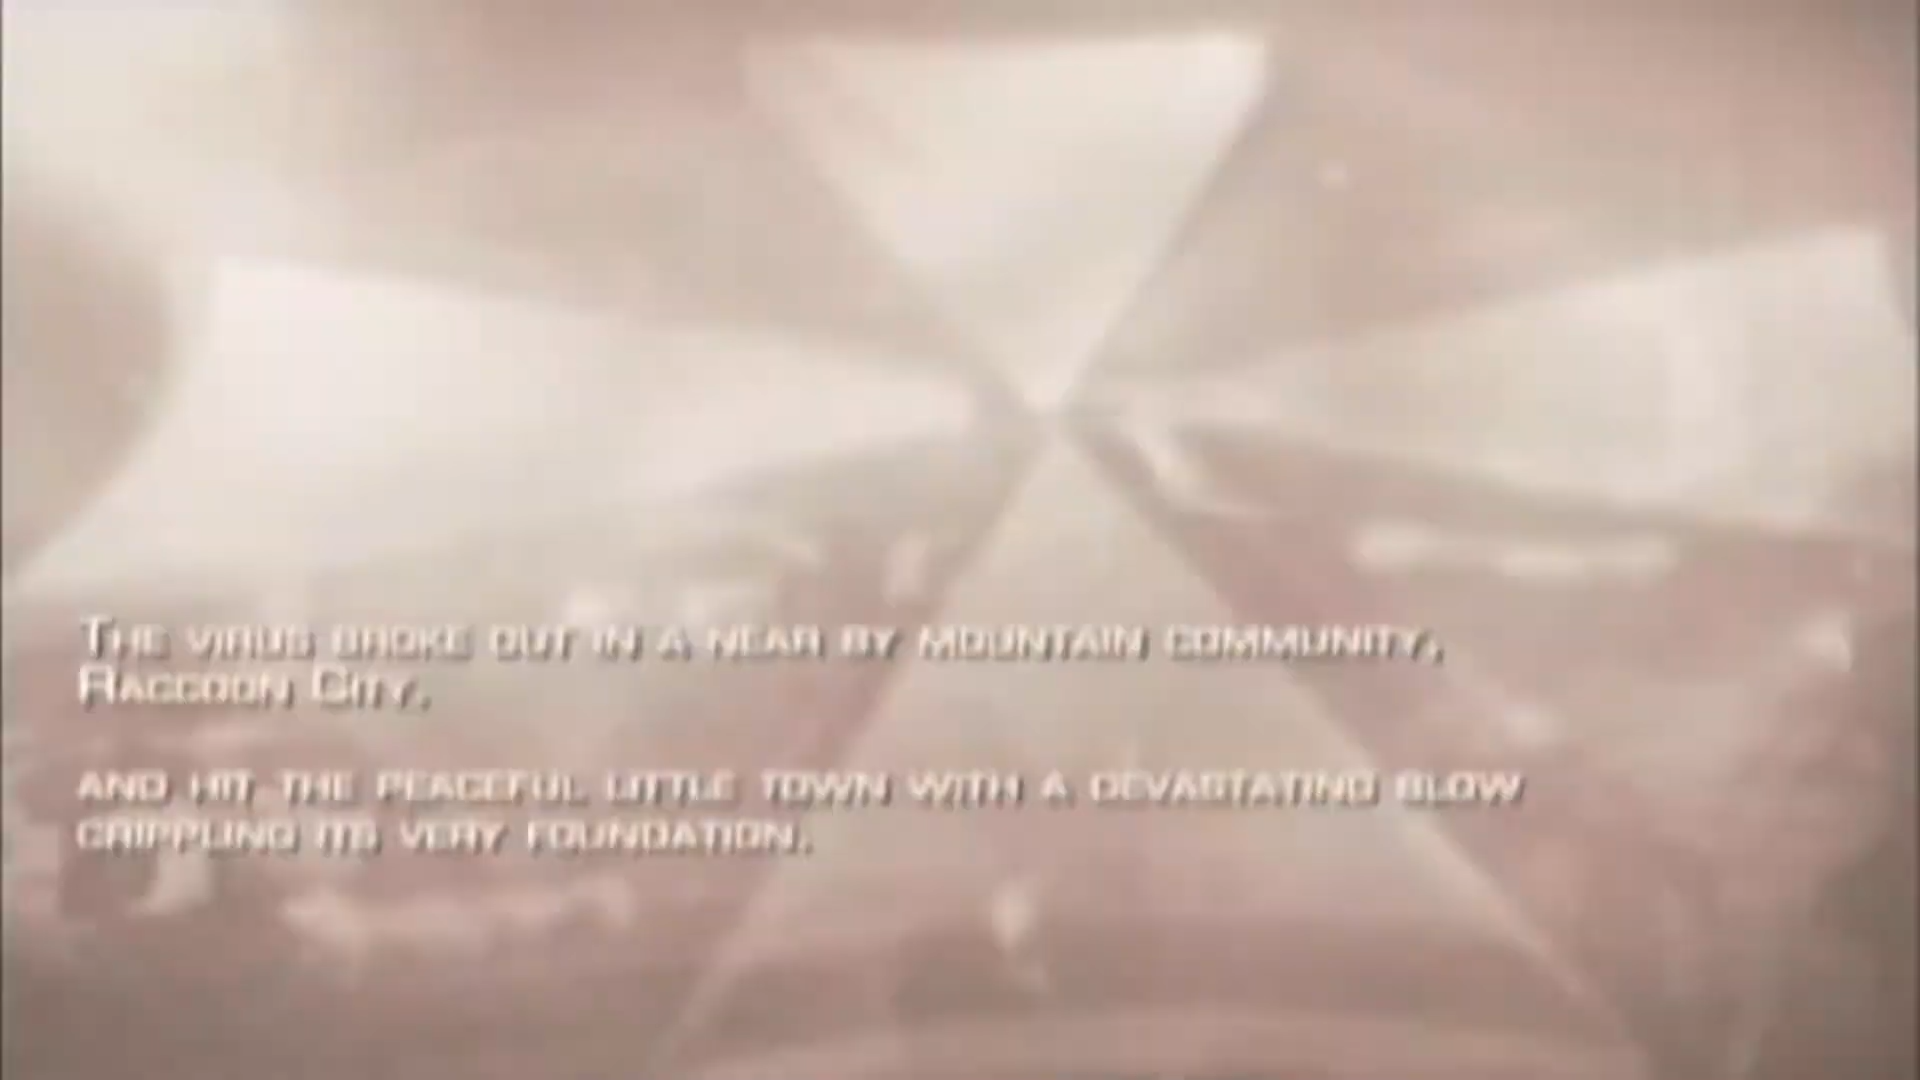 The virus broke out in a near by mountain community,
Raccoon City.
and hit the peaceful little town with a devastating blow
crippling its very foundation.